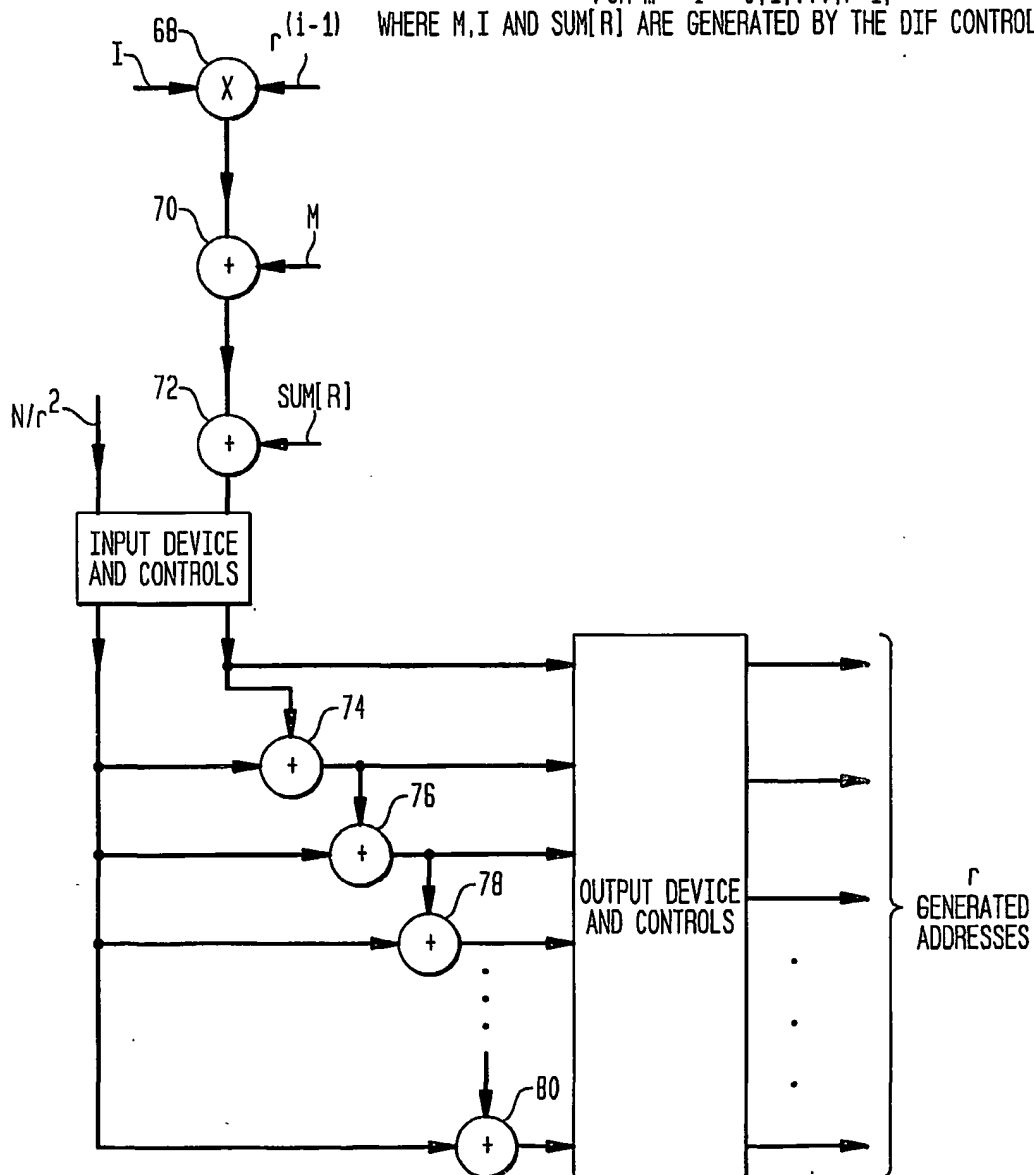 WHERE M,I AND SUM[R] ARE GENERATED BY THE DIF CONTROL
68
I
r^(i-1)
X
70
M
+
72
SUM[R]
N/r^2
+
INPUT DEVICE
AND CONTROLS
74
+
76
+
78
+
80
+
OUTPUT DEVICE
AND CONTROLS
r
GENERATED
ADDRESSES